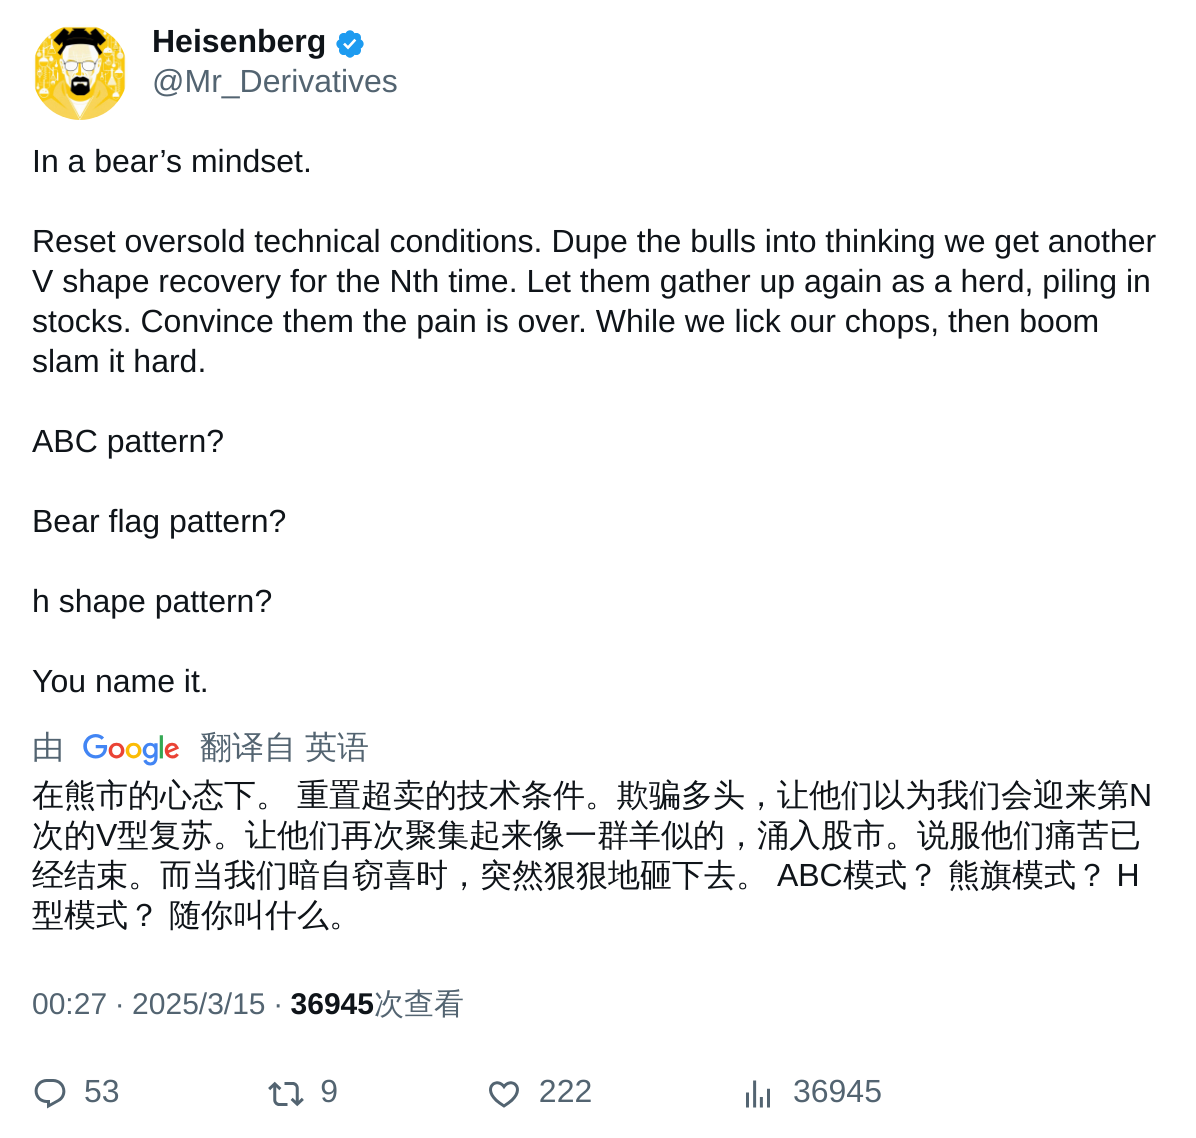 Heisenberg
@Mr_Derivatives
In a bear’s mindset.
Reset oversold technical conditions. Dupe the bulls into thinking we get another
V shape recovery for the Nth time. Let them gather up again as a herd, piling in
stocks. Convince them the pain is over. While we lick our chops, then boom
slam it hard.
ABC pattern?
Bear flag pattern?
h shape pattern?
You name it.
由 Google 翻译自 英语
在熊市的心态下。 重置超卖的技术条件。欺骗多头，让他们以为我们会迎来第N
次的V型复苏。让他们再次聚集起来像一群羊似的，涌入股市。说服他们痛苦已
经结束。而当我们暗自窃喜时，突然狠狠地砸下去。 ABC模式？ 熊旗模式？ H
型模式？ 随你叫什么。
00:27 · 2025/3/15 · 36945次查看
53 9 222 36945